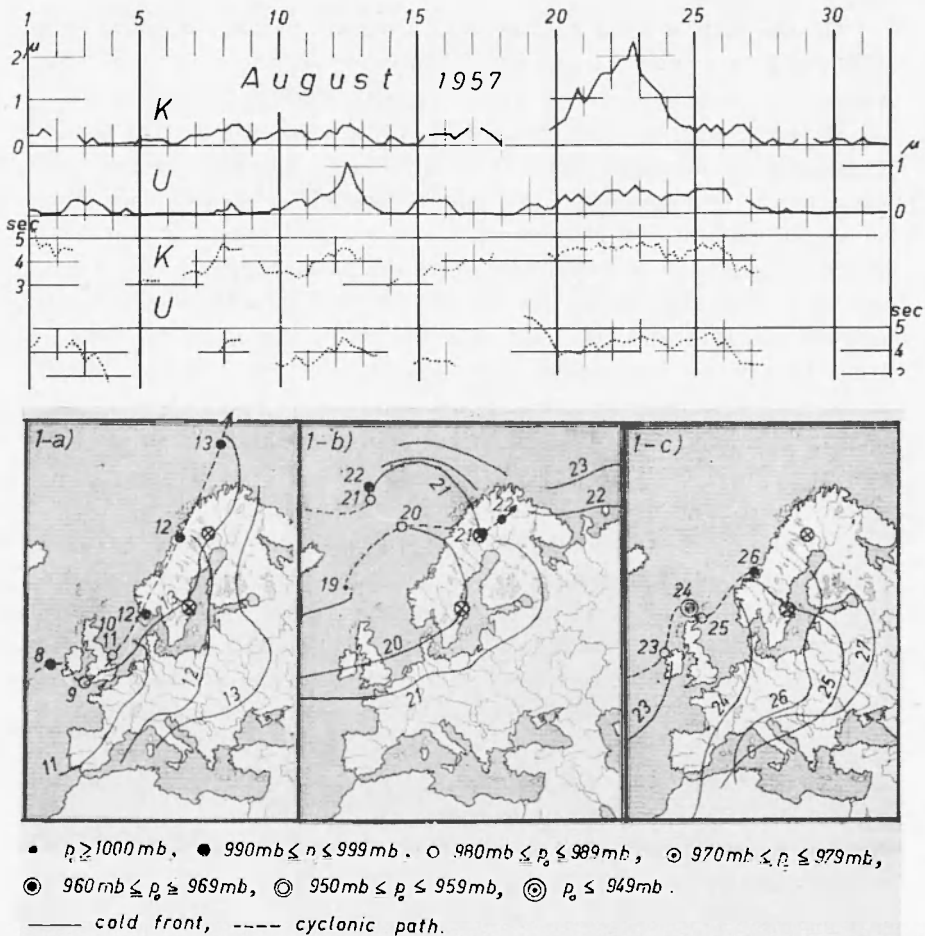 1 5 10 15 20 25 30
2 μ
August 1957
1 K
0 μ
1
U
0
sec
5 K
4
3
U sec
5
4
3
1-a) 1-b) 1-c)
13
12
12
13
10
11
8
9
12
13
11
23
22
22
21
21
20
21
22
19
20
21
26
24
25
23
23
24
26
25
27
• p₀ ≥ 1000 mb, 990mb ≤ p ≤ 999mb. ○ 980mb ≤ p₀ ≤ 989mb, 970mb ≤ p₀ ≤ 979mb,
960mb ≤ p₀ ≥ 969mb, 950mb ≤ p₀ ≤ 959mb, p₀ ≤ 949mb.
—— cold front, ---- cyclonic path.